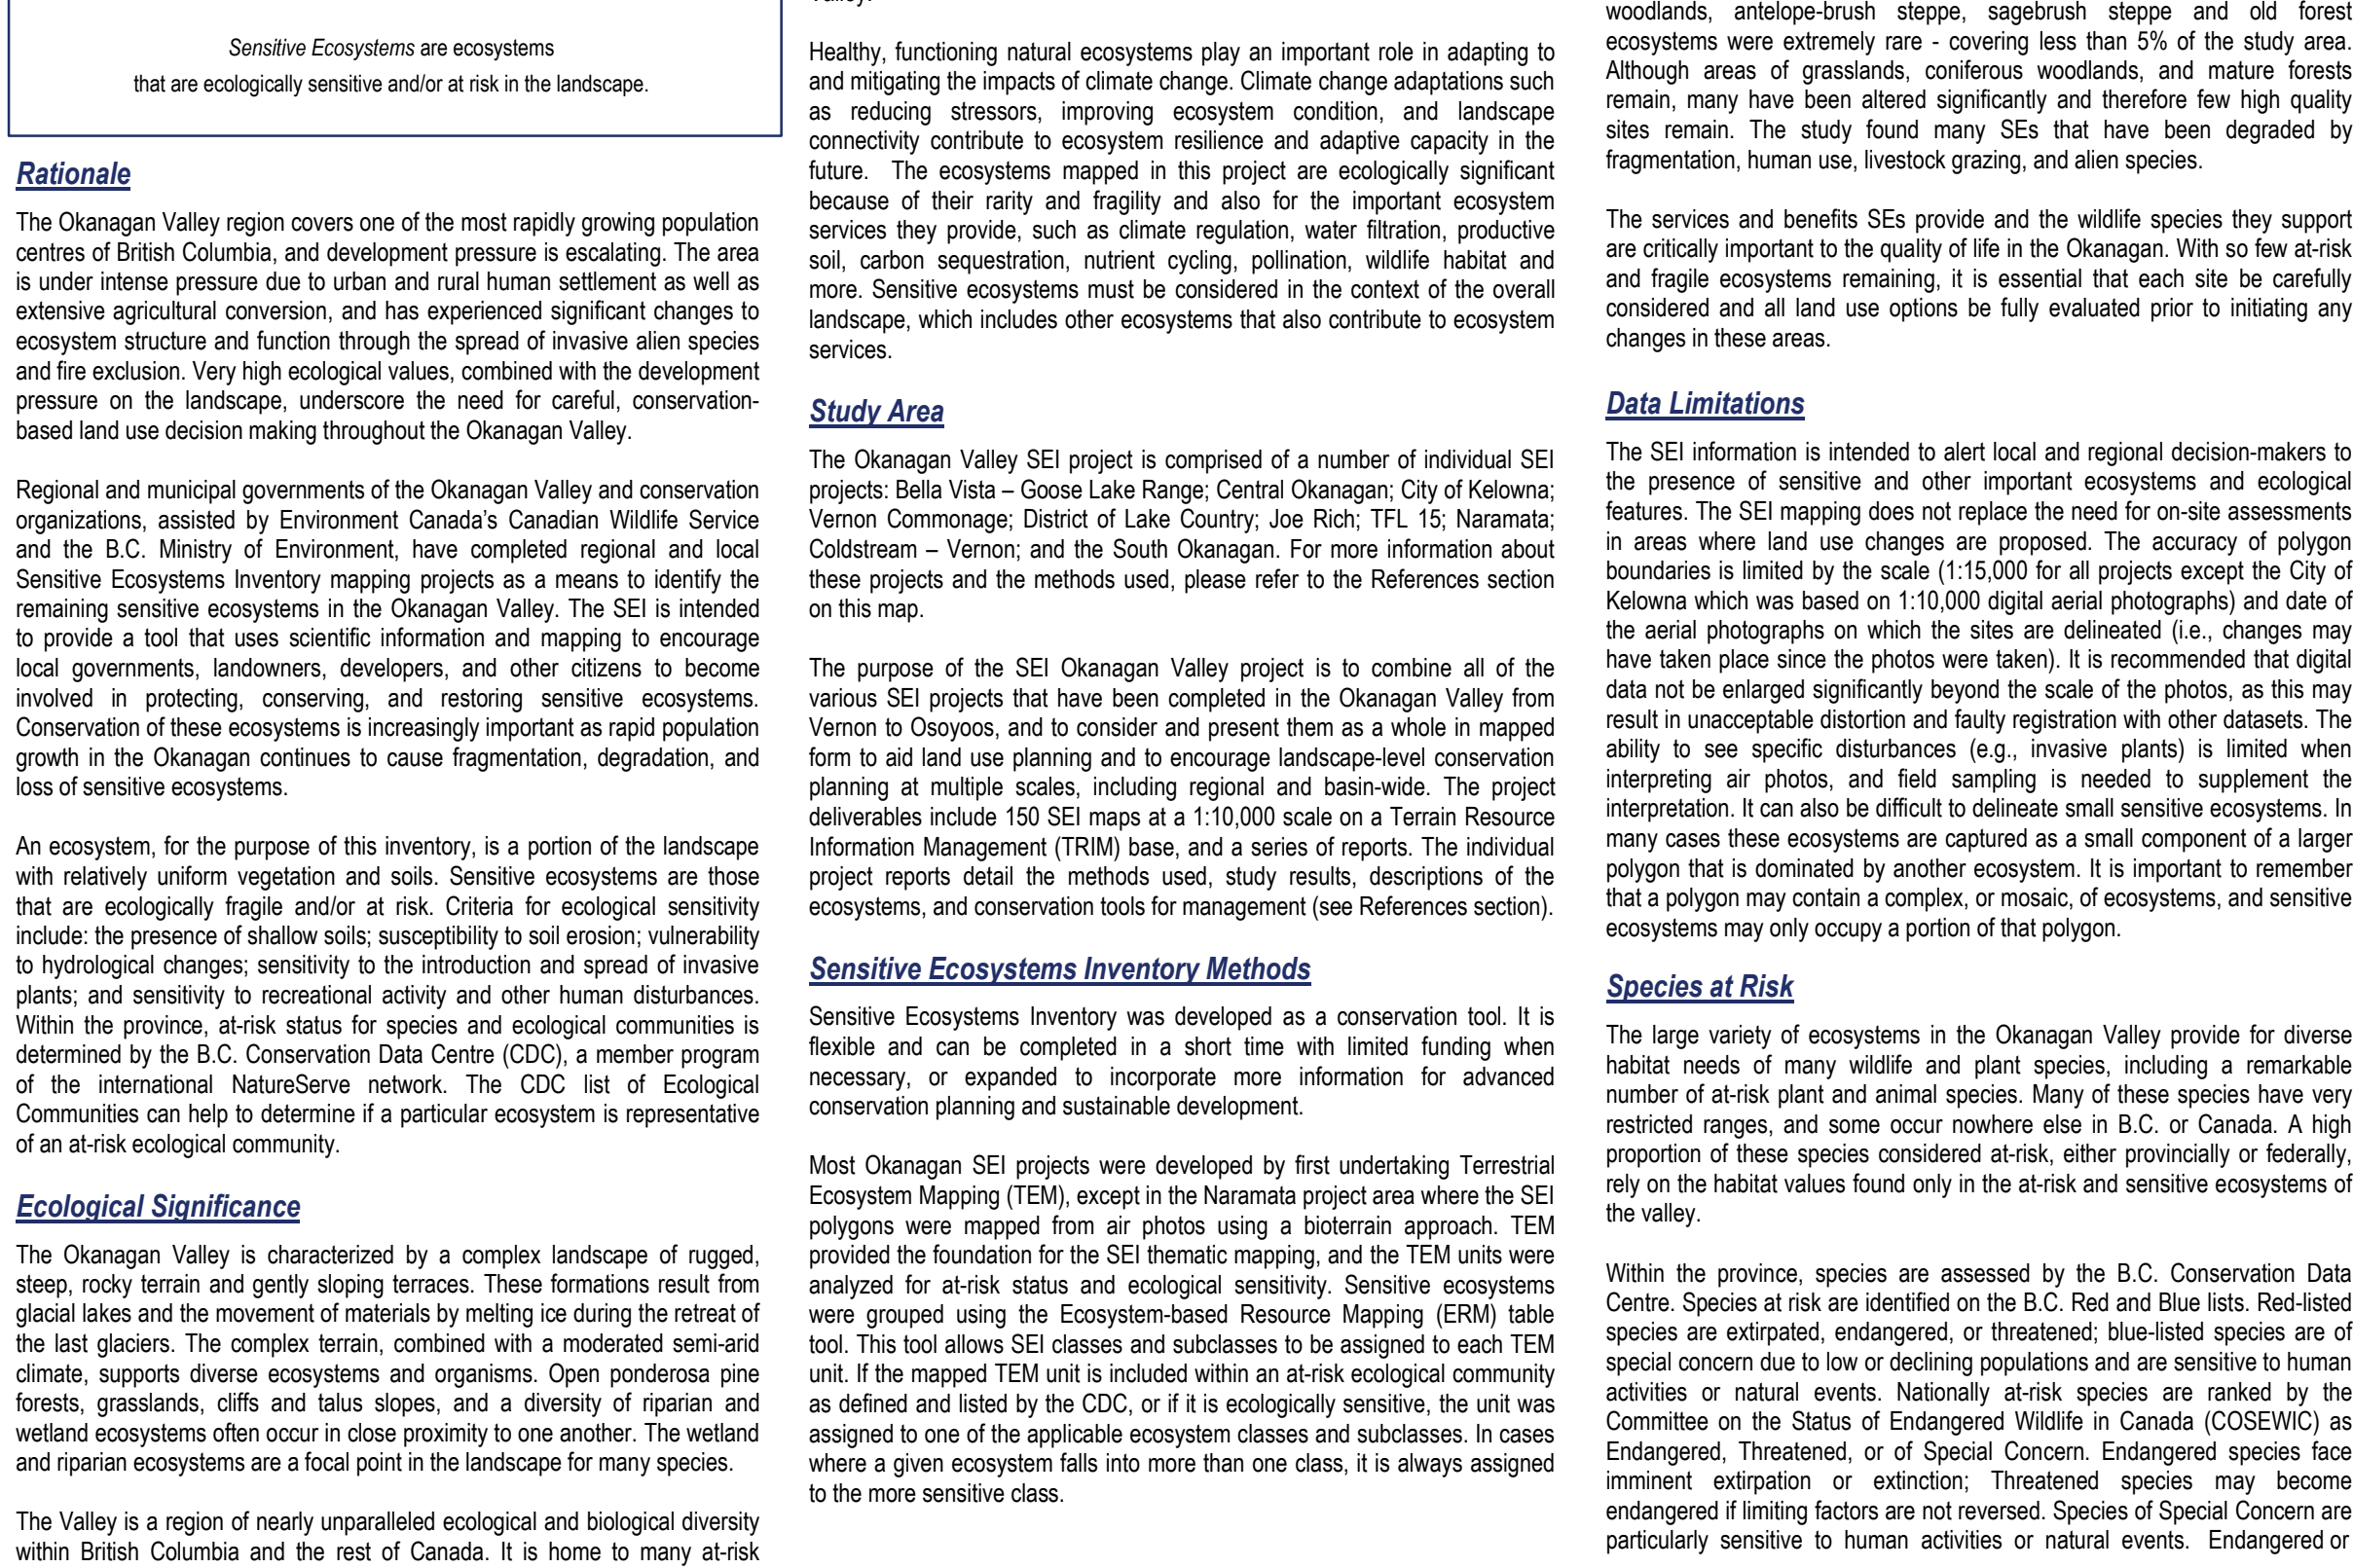 Sensitive Ecosystems are ecosystems
that are ecologically sensitive and/or at risk in the landscape.
Rationale
The Okanagan Valley region covers one of the most rapidly growing population
centres of British Columbia, and development pressure is escalating. The area
is under intense pressure due to urban and rural human settlement as well as
extensive agricultural conversion, and has experienced significant changes to
ecosystem structure and function through the spread of invasive alien species
and fire exclusion. Very high ecological values, combined with the development
pressure on the landscape, underscore the need for careful, conservation-
based land use decision making throughout the Okanagan Valley.
Regional and municipal governments of the Okanagan Valley and conservation
organizations, assisted by Environment Canada's Canadian Wildlife Service
and the B.C. Ministry of Environment, have completed regional and local
Sensitive Ecosystems Inventory mapping projects as a means to identify the
remaining sensitive ecosystems in the Okanagan Valley. The SEI is intended
to provide a tool that uses scientific information and mapping to encourage
local governments, landowners, developers, and other citizens to become
involved in protecting, conserving, and restoring sensitive ecosystems.
Conservation of these ecosystems is increasingly important as rapid population
growth in the Okanagan continues to cause fragmentation, degradation, and
loss of sensitive ecosystems.
An ecosystem, for the purpose of this inventory, is a portion of the landscape
with relatively uniform vegetation and soils. Sensitive ecosystems are those
that are ecologically fragile and/or at risk. Criteria for ecological sensitivity
include: the presence of shallow soils; susceptibility to soil erosion; vulnerability
to hydrological changes; sensitivity to the introduction and spread of invasive
plants; and sensitivity to recreational activity and other human disturbances.
Within the province, at-risk status for species and ecological communities is
determined by the B.C. Conservation Data Centre (CDC), a member program
of the international NatureServe network. The CDC list of Ecological
Communities can help to determine if a particular ecosystem is representative
of an at-risk ecological community.
Ecological Significance
The Okanagan Valley is characterized by a complex landscape of rugged,
steep, rocky terrain and gently sloping terraces. These formations result from
glacial lakes and the movement of materials by melting ice during the retreat of
the last glaciers. The complex terrain, combined with a moderated semi-arid
climate, supports diverse ecosystems and organisms. Open ponderosa pine
forests, grasslands, cliffs and talus slopes, and a diversity of riparian and
wetland ecosystems often occur in close proximity to one another. The wetland
and riparian ecosystems are a focal point in the landscape for many species.
The Valley is a region of nearly unparalleled ecological and biological diversity
within British Columbia and the rest of Canada. It is home to many at-risk
Healthy, functioning natural ecosystems play an important role in adapting to
and mitigating the impacts of climate change. Climate change adaptations such
as reducing stressors, improving ecosystem condition, and landscape
connectivity contribute to ecosystem resilience and adaptive capacity in the
future. The ecosystems mapped in this project are ecologically significant
because of their rarity and fragility and also for the important ecosystem
services they provide, such as climate regulation, water filtration, productive
soil, carbon sequestration, nutrient cycling, pollination, wildlife habitat and
more. Sensitive ecosystems must be considered in the context of the overall
landscape, which includes other ecosystems that also contribute to ecosystem
services.
Study Area
The Okanagan Valley SEI project is comprised of a number of individual SEI
projects: Bella Vista – Goose Lake Range; Central Okanagan; City of Kelowna;
Vernon Commonage; District of Lake Country; Joe Rich; TFL 15; Naramata;
Coldstream – Vernon; and the South Okanagan. For more information about
these projects and the methods used, please refer to the References section
on this map.
The purpose of the SEI Okanagan Valley project is to combine all of the
various SEI projects that have been completed in the Okanagan Valley from
Vernon to Osoyoos, and to consider and present them as a whole in mapped
form to aid land use planning and to encourage landscape-level conservation
planning at multiple scales, including regional and basin-wide. The project
deliverables include 150 SEI maps at a 1:10,000 scale on a Terrain Resource
Information Management (TRIM) base, and a series of reports. The individual
project reports detail the methods used, study results, descriptions of the
ecosystems, and conservation tools for management (see References section).
Sensitive Ecosystems Inventory Methods
Sensitive Ecosystems Inventory was developed as a conservation tool. It is
flexible and can be completed in a short time with limited funding when
necessary, or expanded to incorporate more information for advanced
conservation planning and sustainable development.
Most Okanagan SEI projects were developed by first undertaking Terrestrial
Ecosystem Mapping (TEM), except in the Naramata project area where the SEI
polygons were mapped from air photos using a bioterrain approach. TEM
provided the foundation for the SEI thematic mapping, and the TEM units were
analyzed for at-risk status and ecological sensitivity. Sensitive ecosystems
were grouped using the Ecosystem-based Resource Mapping (ERM) table
tool. This tool allows SEI classes and subclasses to be assigned to each TEM
unit. If the mapped TEM unit is included within an at-risk ecological community
as defined and listed by the CDC, or if it is ecologically sensitive, the unit was
assigned to one of the applicable ecosystem classes and subclasses. In cases
where a given ecosystem falls into more than one class, it is always assigned
to the more sensitive class.
woodlands, antelope-brush steppe, sagebrush steppe and old forest
ecosystems were extremely rare - covering less than 5% of the study area.
Although areas of grasslands, coniferous woodlands, and mature forests
remain, many have been altered significantly and therefore few high quality
sites remain. The study found many SEs that have been degraded by
fragmentation, human use, livestock grazing, and alien species.
The services and benefits SEs provide and the wildlife species they support
are critically important to the quality of life in the Okanagan. With so few at-risk
and fragile ecosystems remaining, it is essential that each site be carefully
considered and all land use options be fully evaluated prior to initiating any
changes in these areas.
Data Limitations
The SEI information is intended to alert local and regional decision-makers to
the presence of sensitive and other important ecosystems and ecological
features. The SEI mapping does not replace the need for on-site assessments
in areas where land use changes are proposed. The accuracy of polygon
boundaries is limited by the scale (1:15,000 for all projects except the City of
Kelowna which was based on 1:10,000 digital aerial photographs) and date of
the aerial photographs on which the sites are delineated (i.e., changes may
have taken place since the photos were taken). It is recommended that digital
data not be enlarged significantly beyond the scale of the photos, as this may
result in unacceptable distortion and faulty registration with other datasets. The
ability to see specific disturbances (e.g., invasive plants) is limited when
interpreting air photos, and field sampling is needed to supplement the
interpretation. It can also be difficult to delineate small sensitive ecosystems. In
many cases these ecosystems are captured as a small component of a larger
polygon that is dominated by another ecosystem. It is important to remember
that a polygon may contain a complex, or mosaic, of ecosystems, and sensitive
ecosystems may only occupy a portion of that polygon.
Species at Risk
The large variety of ecosystems in the Okanagan Valley provide for diverse
habitat needs of many wildlife and plant species, including a remarkable
number of at-risk plant and animal species. Many of these species have very
restricted ranges, and some occur nowhere else in B.C. or Canada. A high
proportion of these species considered at-risk, either provincially or federally,
rely on the habitat values found only in the at-risk and sensitive ecosystems of
the valley.
Within the province, species are assessed by the B.C. Conservation Data
Centre. Species at risk are identified on the B.C. Red and Blue lists. Red-listed
species are extirpated, endangered, or threatened; blue-listed species are of
special concern due to low or declining populations and are sensitive to human
activities or natural events. Nationally at-risk species are ranked by the
Committee on the Status of Endangered Wildlife in Canada (COSEWIC) as
Endangered, Threatened, or of Special Concern. Endangered species face
imminent extirpation or extinction; Threatened species may become
endangered if limiting factors are not reversed. Species of Special Concern are
particularly sensitive to human activities or natural events. Endangered or